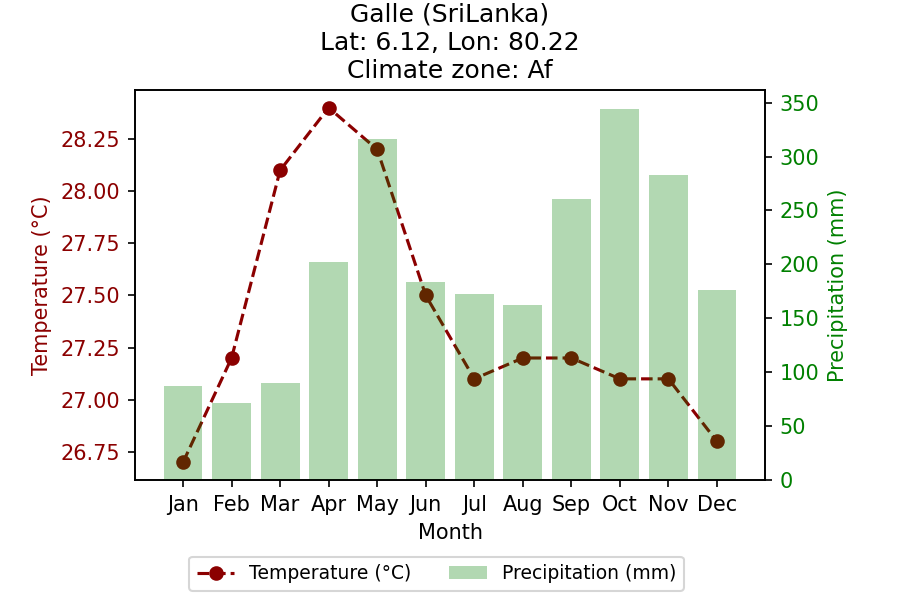 Galle (SriLanka)
Lat: 6.12, Lon: 80.22
Climate zone: Af
Temperature (°C)
28.25
28.00
27.75
27.50
27.25
27.00
26.75
350
300
250
200
150
100
50
0
Precipitation (mm)
Jan Feb Mar Apr May Jun Jul Aug Sep Oct Nov Dec
Month
Temperature (°C) Precipitation (mm)